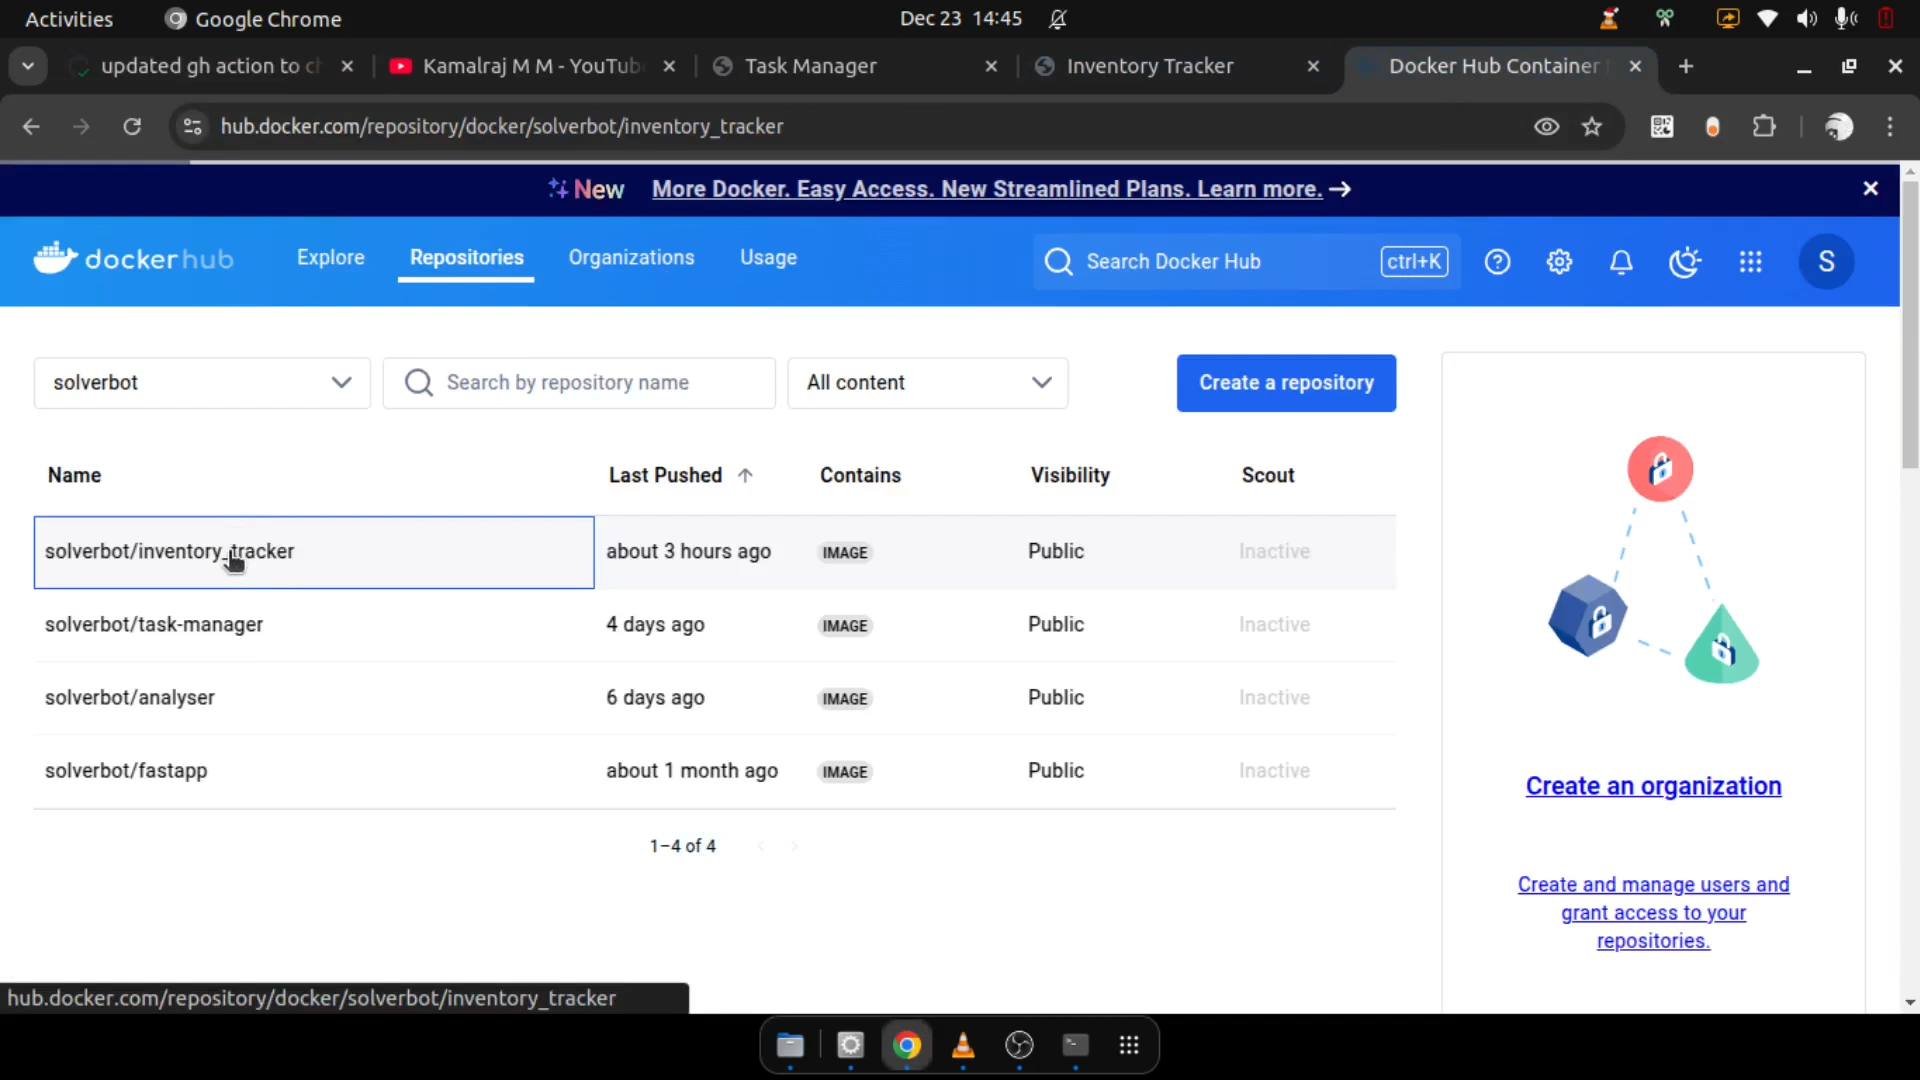 Activities
Google Chrome
Dec 23 14:45
updated gh action to ch
Kamalraj M M - YouTub
Task Manager
Inventory Tracker
Docker Hub Container
hub.docker.com/repository/docker/solverbot/inventory_tracker
New More Docker. Easy Access. New Streamlined Plans. Learn more. →
dockerhub
Explore
Repositories
Organizations
Usage
Search Docker Hub
ctrl+K
S
solverbot
Search by repository name
All content
Create a repository
Name Last Pushed Contains Visibility Scout
solverbot/inventory_tracker about 3 hours ago IMAGE Public Inactive
solverbot/task-manager 4 days ago IMAGE Public Inactive
solverbot/analyser 6 days ago IMAGE Public Inactive
solverbot/fastapp about 1 month ago IMAGE Public Inactive
1–4 of 4
Create an organization
Create and manage users and
grant access to your
repositories.
hub.docker.com/repository/docker/solverbot/inventory_tracker